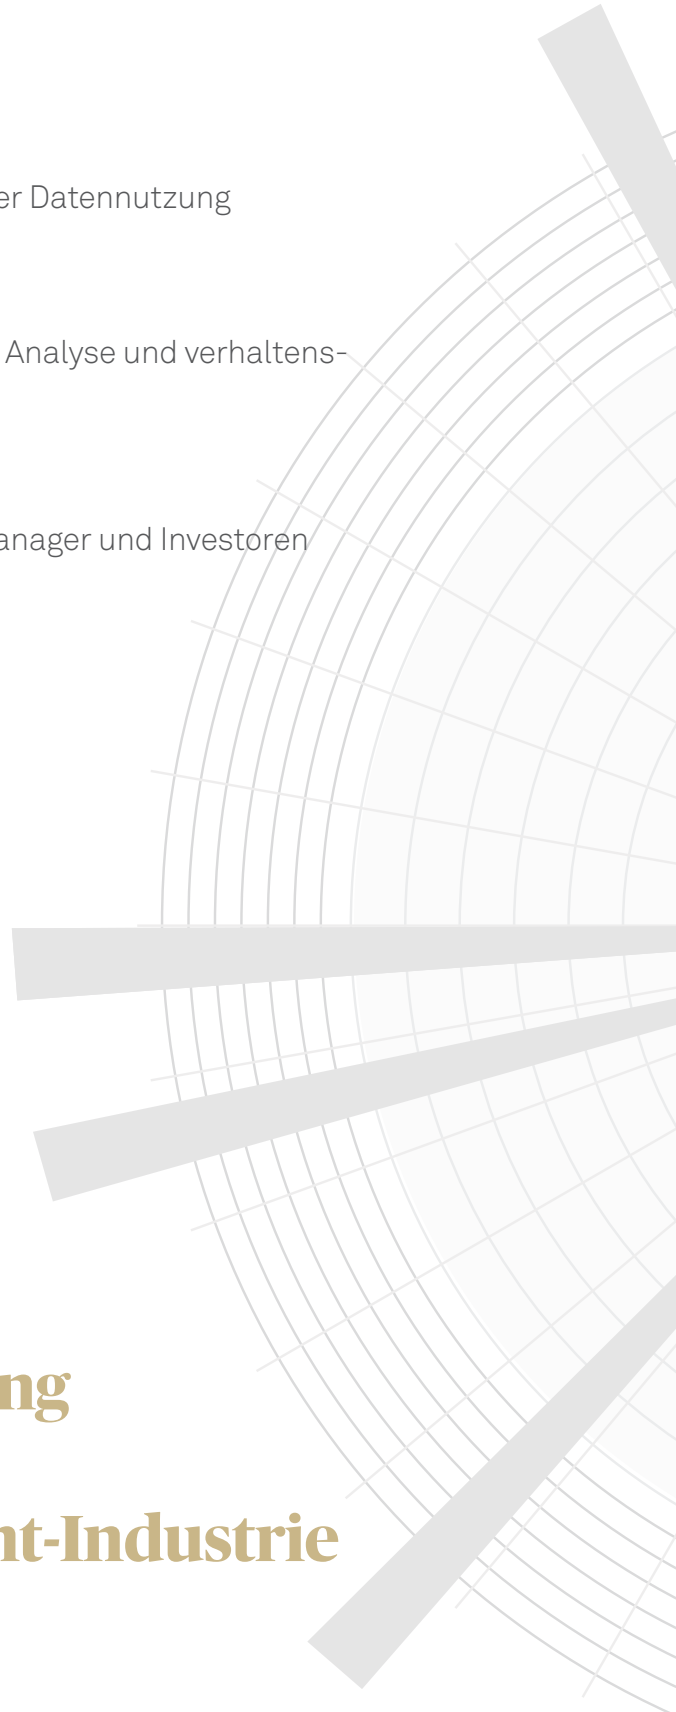 er Datennutzung
Analyse und verhaltens-
anager und Investoren
ng
nt-Industrie